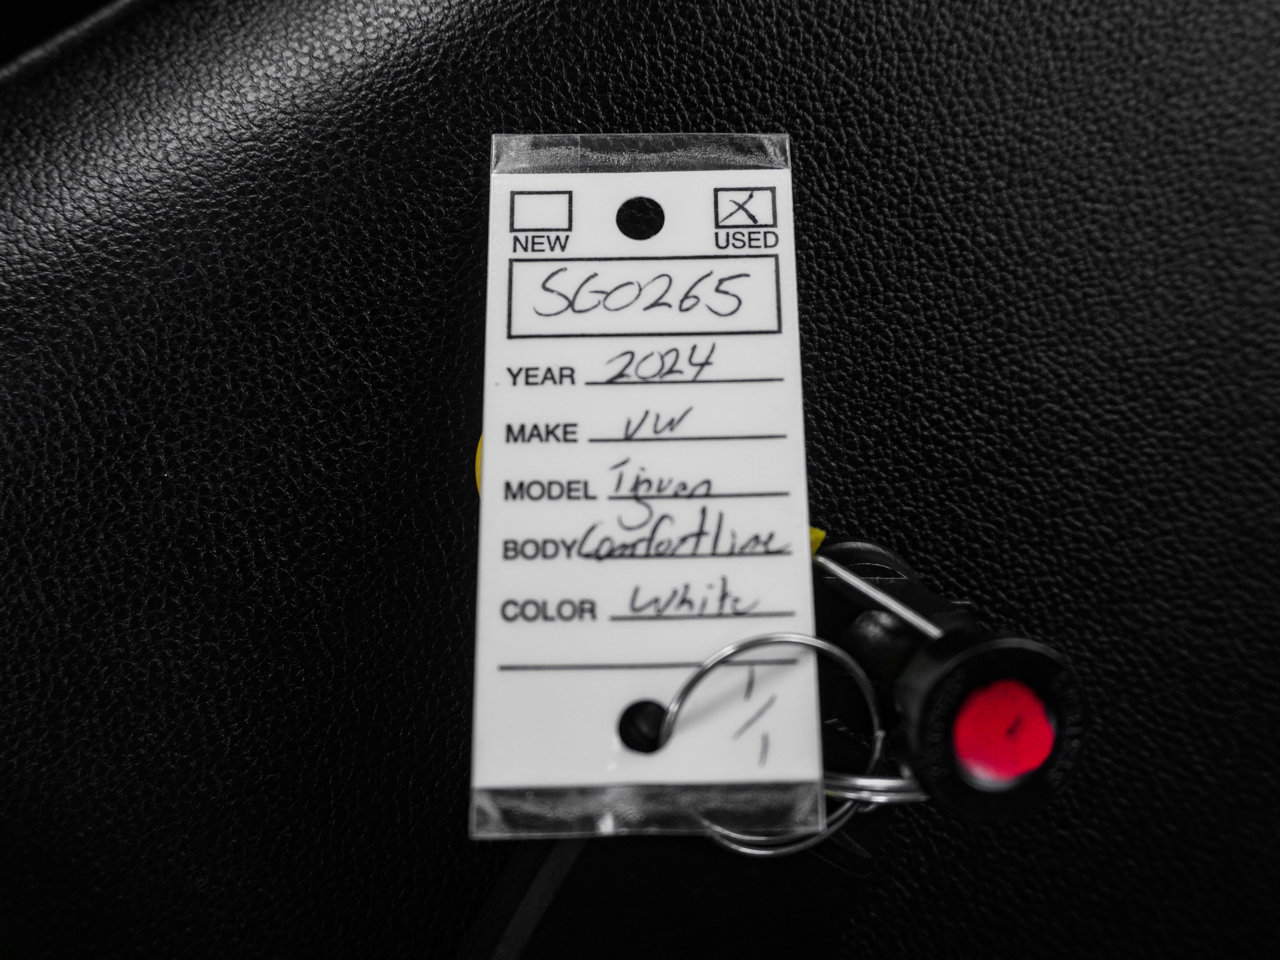 NEW USED
SG0265
YEAR 2024
MAKE VW
MODEL Tiguan
BODY Comfortline
COLOR White
1/1